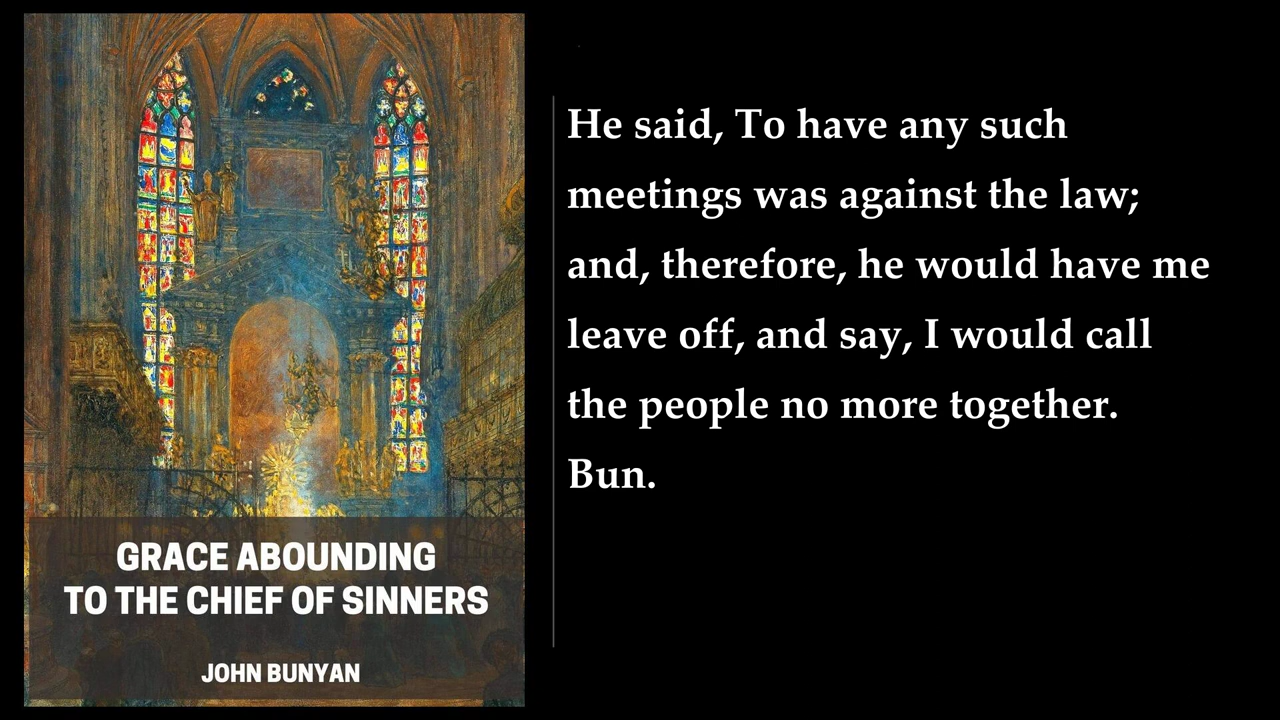 GRACE ABOUNDING
TO THE CHIEF OF SINNERS
JOHN BUNYAN
He said, To have any such
meetings was against the law;
and, therefore, he would have me
leave off, and say, I would call
the people no more together.
Bun.